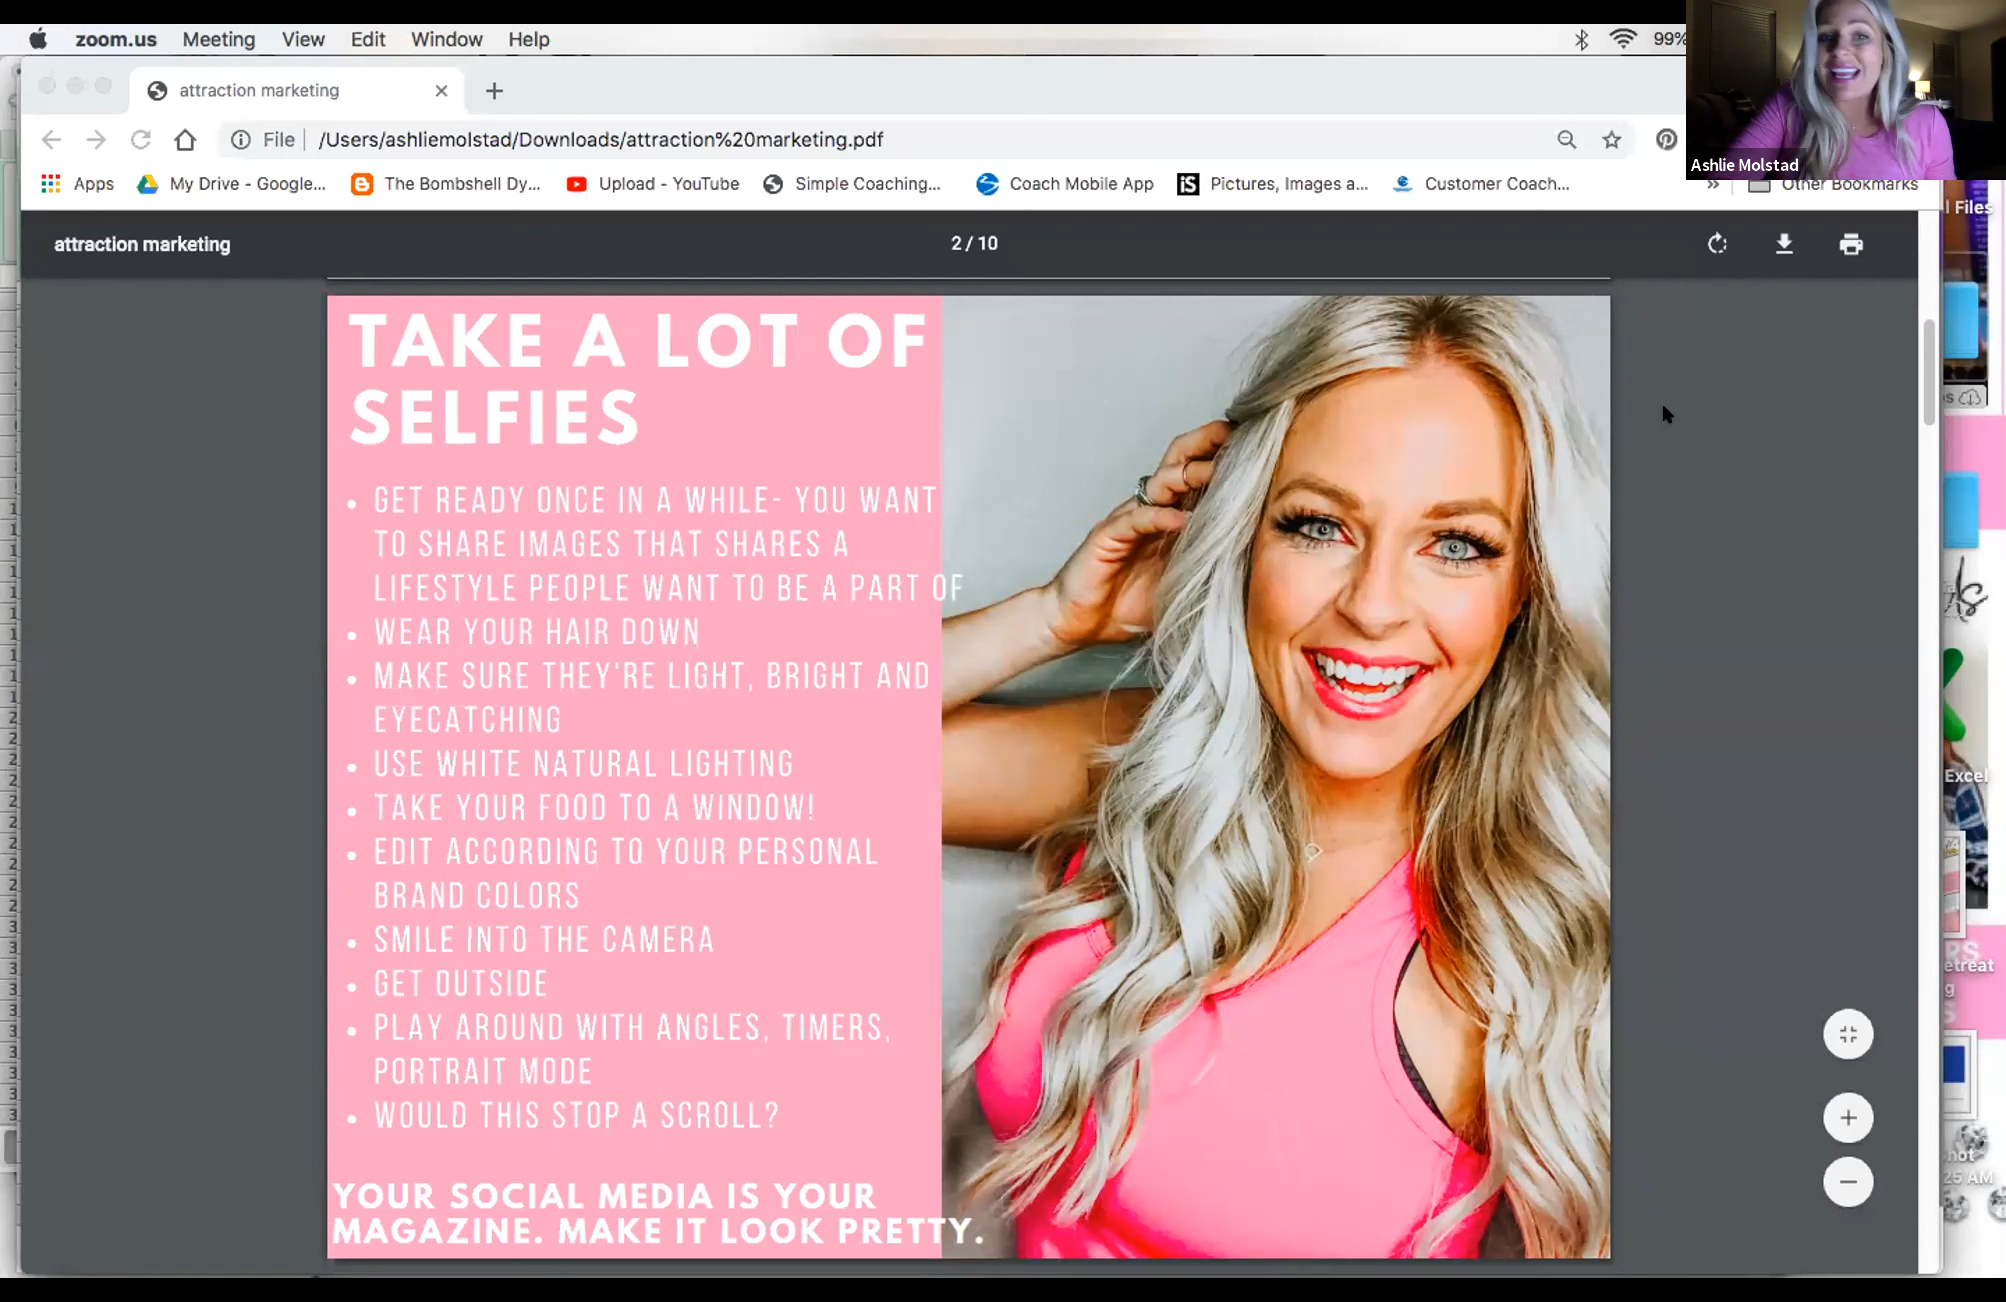 zoom.us Meeting View Edit Window Help 99%
attraction marketing
File /Users/ashliemolstad/Downloads/attraction%20marketing.pdf
Ashlie Molstad
Apps My Drive - Google... The Bombshell Dy... Upload - YouTube Simple Coaching... Coach Mobile App iS Pictures, Images a... Customer Coach... » Other Bookmarks
l Files
attraction marketing 2 / 10
TAKE A LOT OF
SELFIES
• GET READY ONCE IN A WHILE- YOU WANT
TO SHARE IMAGES THAT SHARES A
LIFESTYLE PEOPLE WANT TO BE A PART OF
• WEAR YOUR HAIR DOWN
• MAKE SURE THEY'RE LIGHT, BRIGHT AND
EYECATCHING
• USE WHITE NATURAL LIGHTING
• TAKE YOUR FOOD TO A WINDOW!
• EDIT ACCORDING TO YOUR PERSONAL
BRAND COLORS
• SMILE INTO THE CAMERA
• GET OUTSIDE
• PLAY AROUND WITH ANGLES, TIMERS,
PORTRAIT MODE
• WOULD THIS STOP A SCROLL?
YOUR SOCIAL MEDIA IS YOUR
MAGAZINE. MAKE IT LOOK PRETTY.
Excel
RS
etreat
g
hot
25 AM